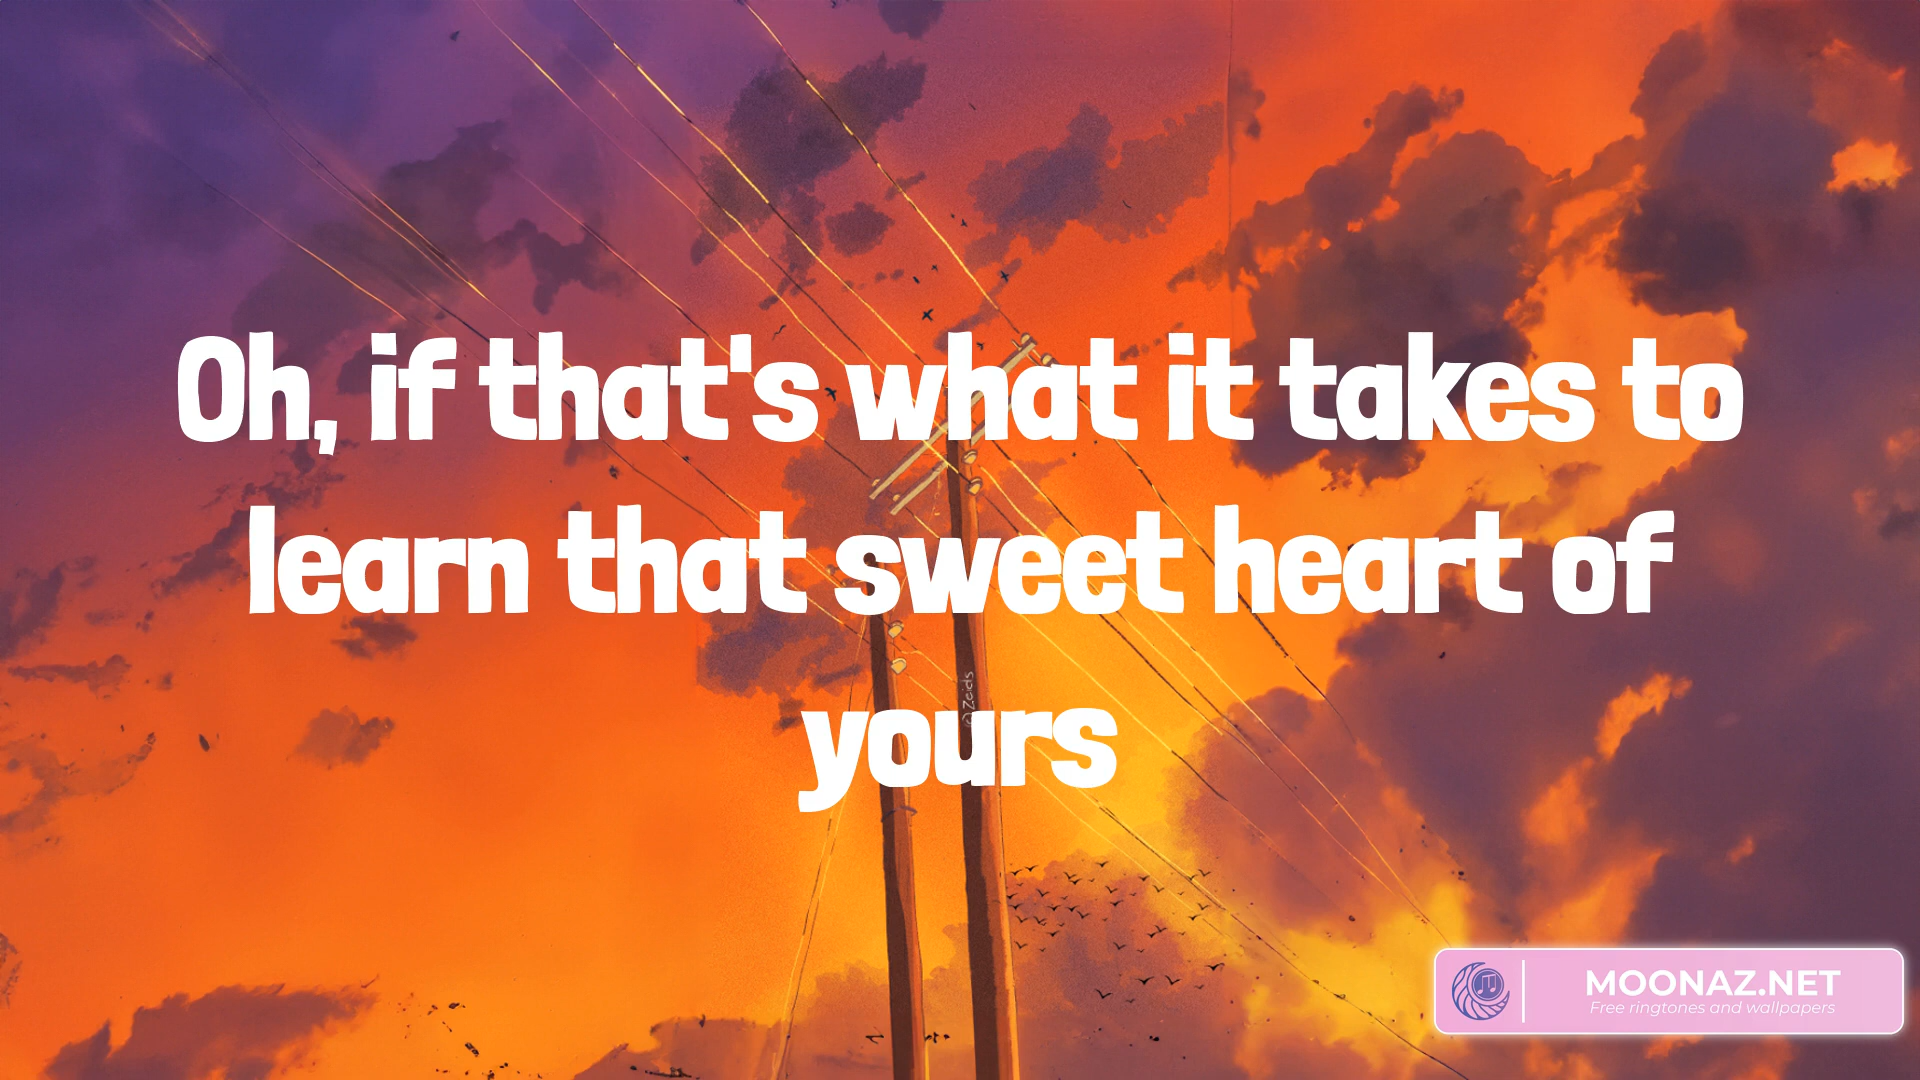 Oh, if that's what it takes to
learn that sweet heart of
yours
© Zeids
MOONAZ.NET
Free ringtones and wallpapers